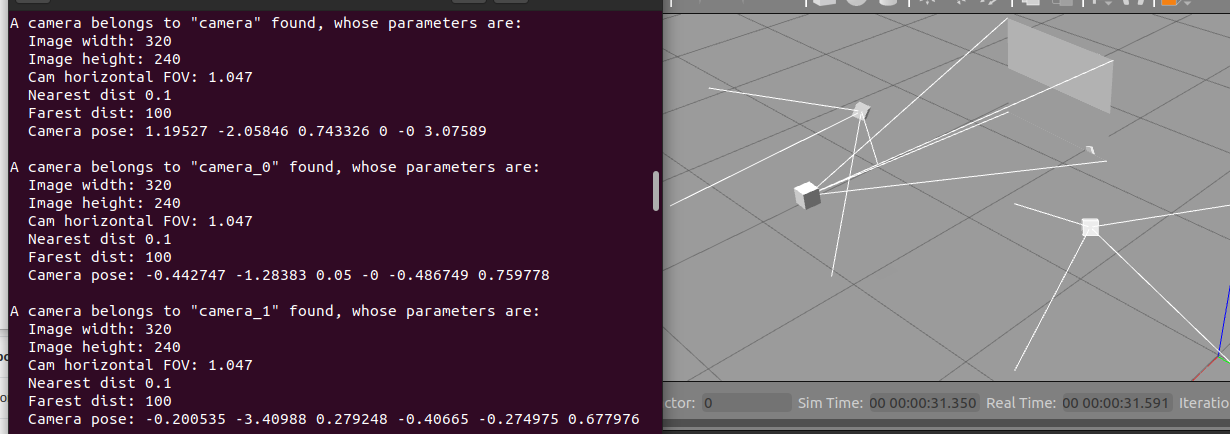 A camera belongs to "camera" found, whose parameters are:
Image width: 320
Image height: 240
Cam horizontal FOV: 1.047
Nearest dist 0.1
Farest dist: 100
Camera pose: 1.19527 -2.05846 0.743326 0 -0 3.07589
A camera belongs to "camera_0" found, whose parameters are:
Image width: 320
Image height: 240
Cam horizontal FOV: 1.047
Nearest dist 0.1
Farest dist: 100
Camera pose: -0.442747 -1.28383 0.05 -0 -0.486749 0.759778
A camera belongs to "camera_1" found, whose parameters are:
Image width: 320
Image height: 240
Cam horizontal FOV: 1.047
Nearest dist 0.1
Farest dist: 100
Camera pose: -0.200535 -3.40988 0.279248 -0.40665 -0.274975 0.677976
ctor: 0 Sim Time: 00 00:00:31.350 Real Time: 00 00:00:31.591 Iteratio